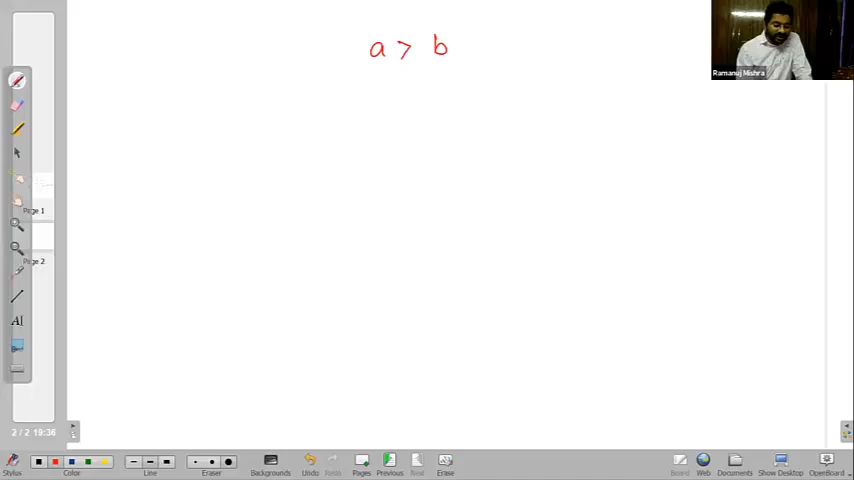 a > b
Ramanuj Mishra
Page 1
Page 2
2 / 2 19:36
Stylus
Color
Line
Eraser
Backgrounds
Undo
Redo
Pages
Previous
Next
Erase
Board
Web
Documents
Show Desktop
OpenBoard